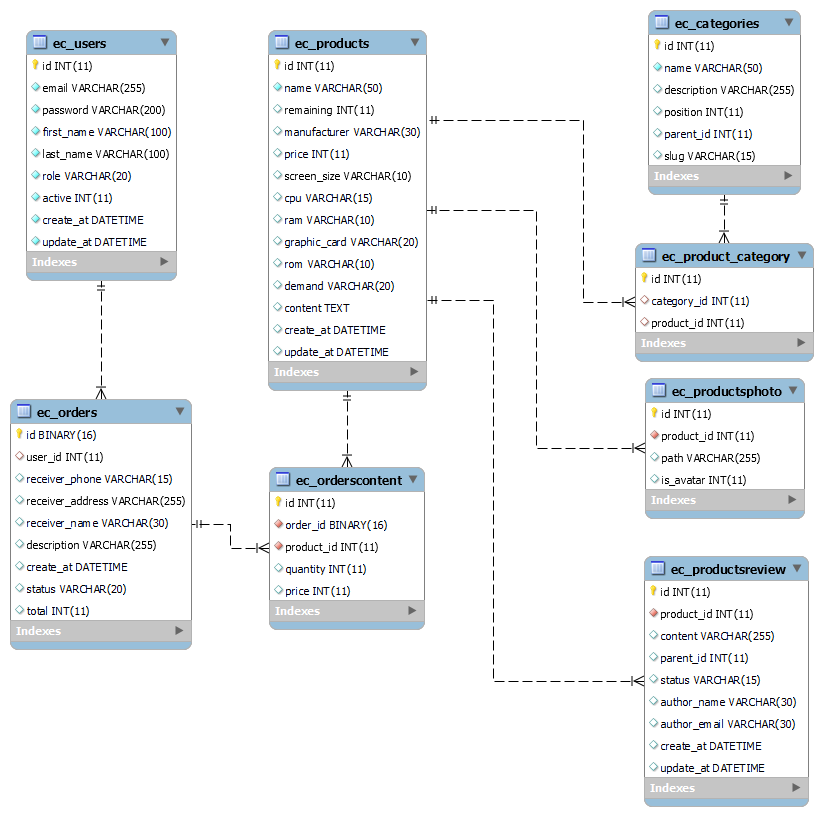 ec_users
id INT(11)
email VARCHAR(255)
password VARCHAR(200)
first_name VARCHAR(100)
last_name VARCHAR(100)
role VARCHAR(20)
active INT(11)
create_at DATETIME
update_at DATETIME
Indexes
ec_products
id INT(11)
name VARCHAR(50)
remaining INT(11)
manufacturer VARCHAR(30)
price INT(11)
screen_size VARCHAR(10)
cpu VARCHAR(15)
ram VARCHAR(10)
graphic_card VARCHAR(20)
rom VARCHAR(10)
demand VARCHAR(20)
content TEXT
create_at DATETIME
update_at DATETIME
Indexes
ec_categories
id INT(11)
name VARCHAR(50)
description VARCHAR(255)
position INT(11)
parent_id INT(11)
slug VARCHAR(15)
Indexes
ec_product_category
id INT(11)
category_id INT(11)
product_id INT(11)
Indexes
ec_productsphoto
id INT(11)
product_id INT(11)
path VARCHAR(255)
is_avatar INT(11)
Indexes
ec_orders
id BINARY(16)
user_id INT(11)
receiver_phone VARCHAR(15)
receiver_address VARCHAR(255)
receiver_name VARCHAR(30)
description VARCHAR(255)
create_at DATETIME
status VARCHAR(20)
total INT(11)
Indexes
ec_orderscontent
id INT(11)
order_id BINARY(16)
product_id INT(11)
quantity INT(11)
price INT(11)
Indexes
ec_productsreview
id INT(11)
product_id INT(11)
content VARCHAR(255)
parent_id INT(11)
status VARCHAR(15)
author_name VARCHAR(30)
author_email VARCHAR(30)
create_at DATETIME
update_at DATETIME
Indexes